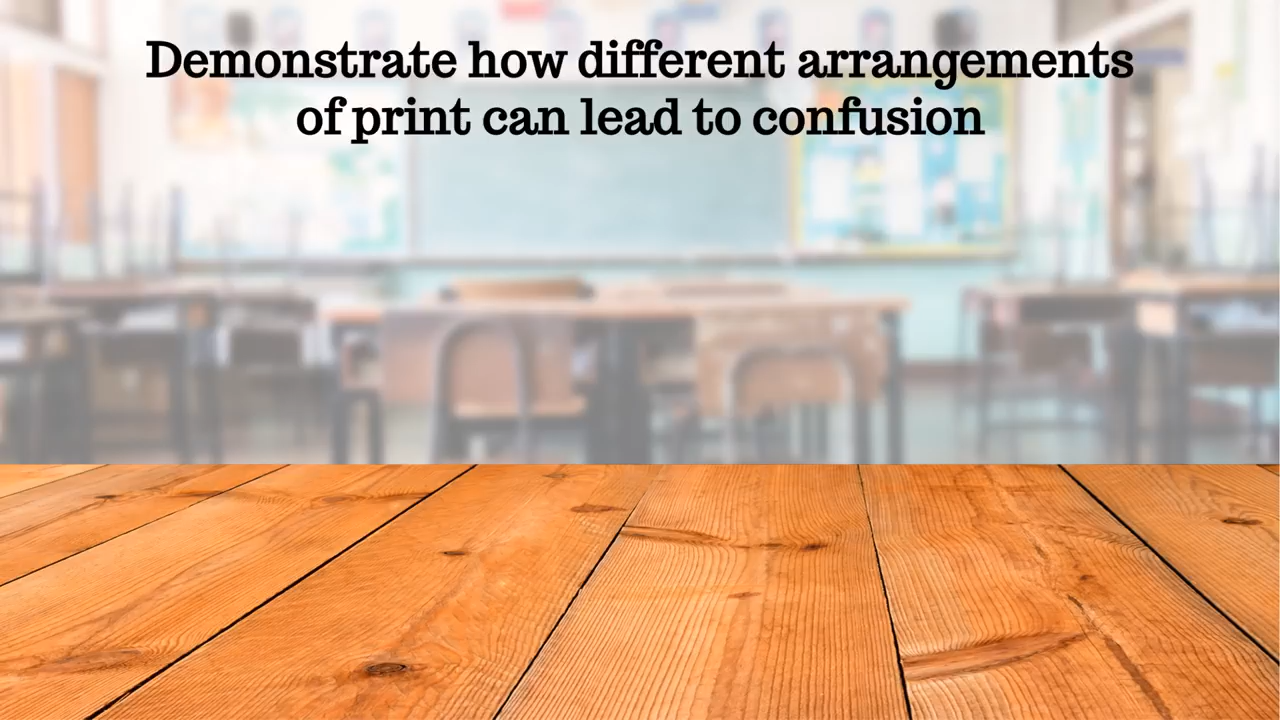 Demonstrate how different arrangements
of print can lead to confusion